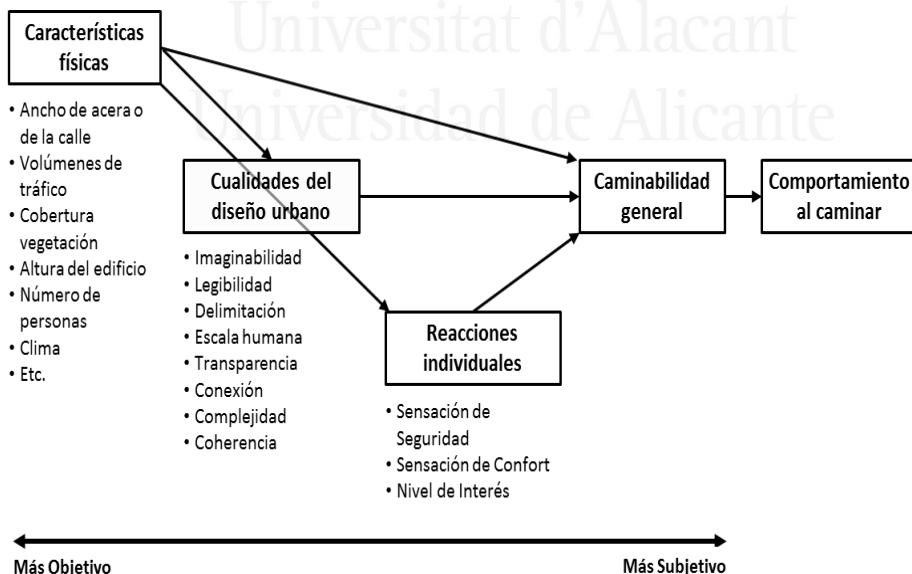 Universitat d'Alacant
Universidad de Alicante
Características
físicas
• Ancho de acera o
de la calle
• Volúmenes de
tráfico
• Cobertura
vegetación
• Altura del edificio
• Número de
personas
• Clima
• Etc.
Cualidades del
diseño urbano
• Imaginabilidad
• Legibilidad
• Delimitación
• Escala humana
• Transparencia
• Conexión
• Complejidad
• Coherencia
Reacciones
individuales
• Sensación de
Seguridad
• Sensación de Confort
• Nivel de Interés
Caminabilidad
general
Comportamiento
al caminar
Más Objetivo
Más Subjetivo